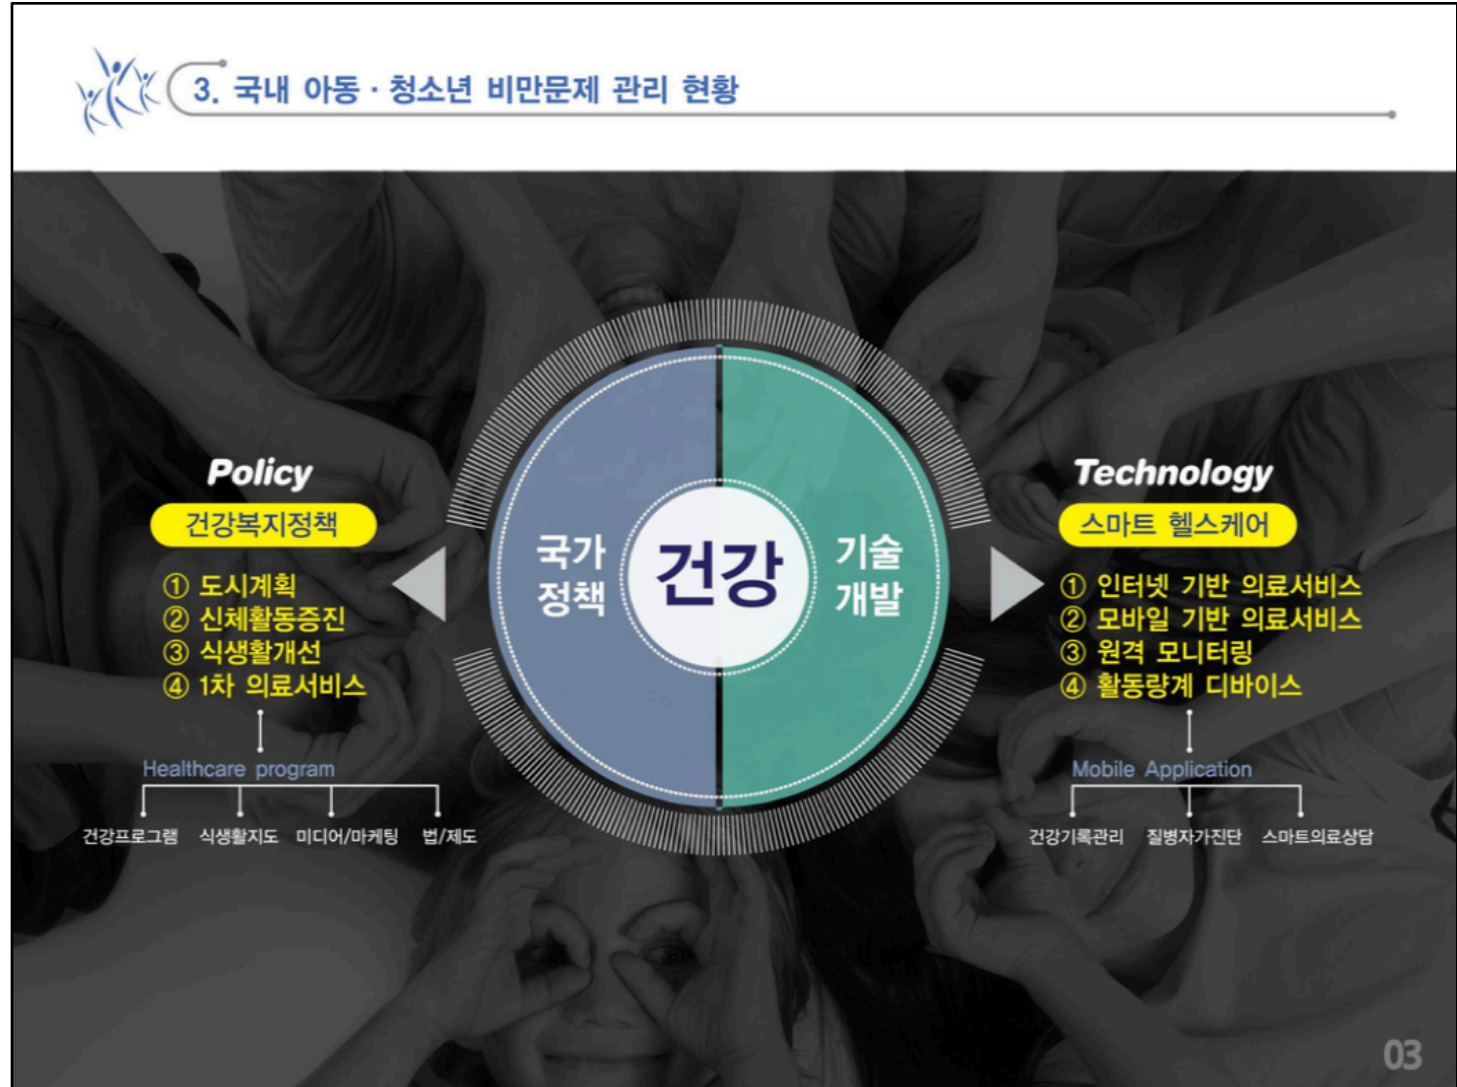 3. 국내 아동 · 청소년 비만문제 관리 현황
Policy
건강복지정책
① 도시계획
② 신체활동증진
③ 식생활개선
④ 1차 의료서비스
Healthcare program
건강프로그램 식생활지도 미디어/마케팅 법/제도
국가
정책
건강
기술
개발
Technology
스마트 헬스케어
① 인터넷 기반 의료서비스
② 모바일 기반 의료서비스
③ 원격 모니터링
④ 활동량계 디바이스
Mobile Application
건강기록관리 질병자가진단 스마트의료상담
03